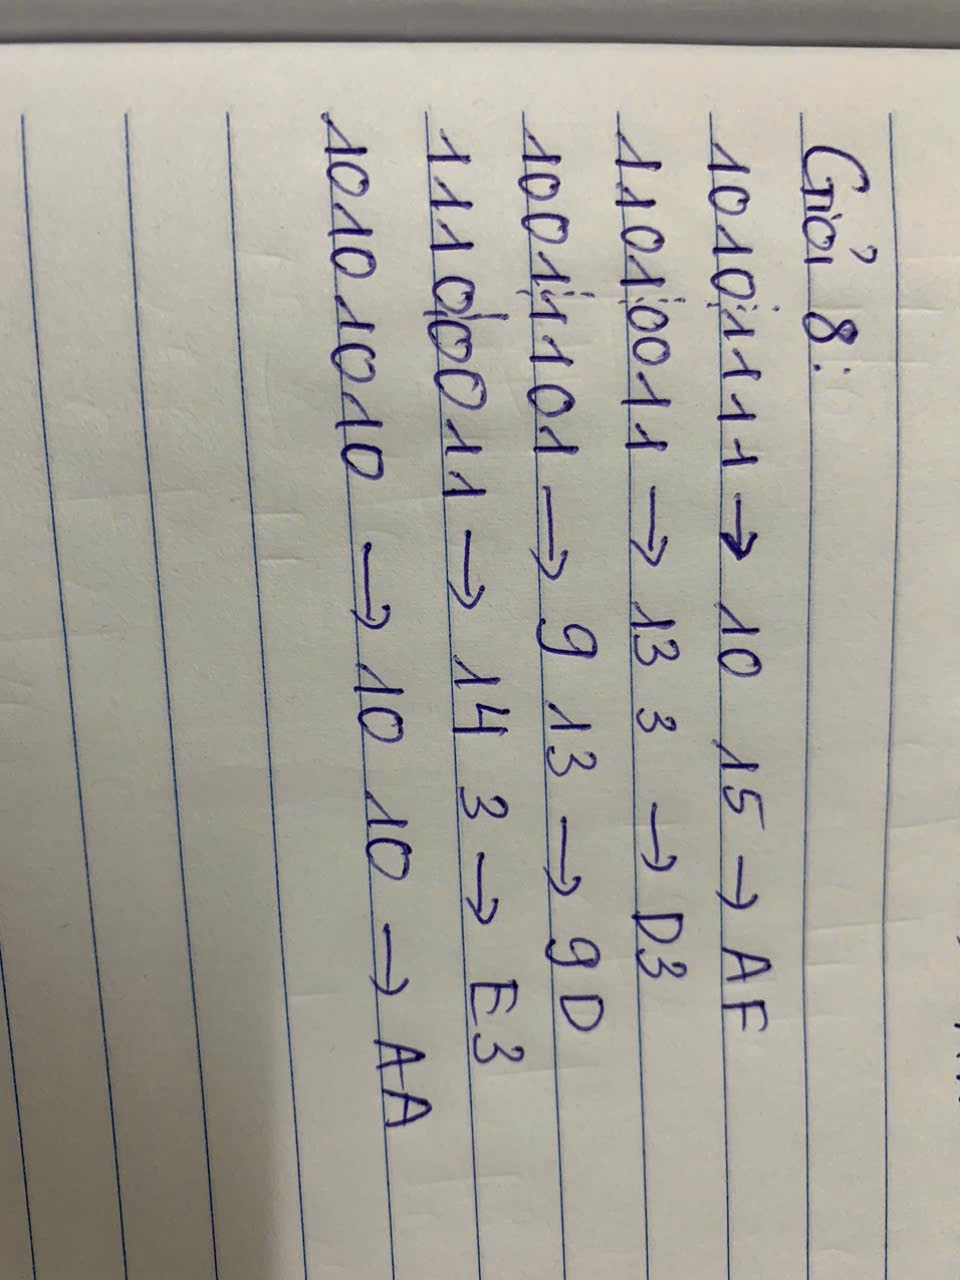 Giải 8:
10101111 → 10 15 → AF
11010011 → 13 3 → D3
10011101 → 9 13 → 9D
11100011 → 14 3 → E3
10101010 → 10 10 → AA